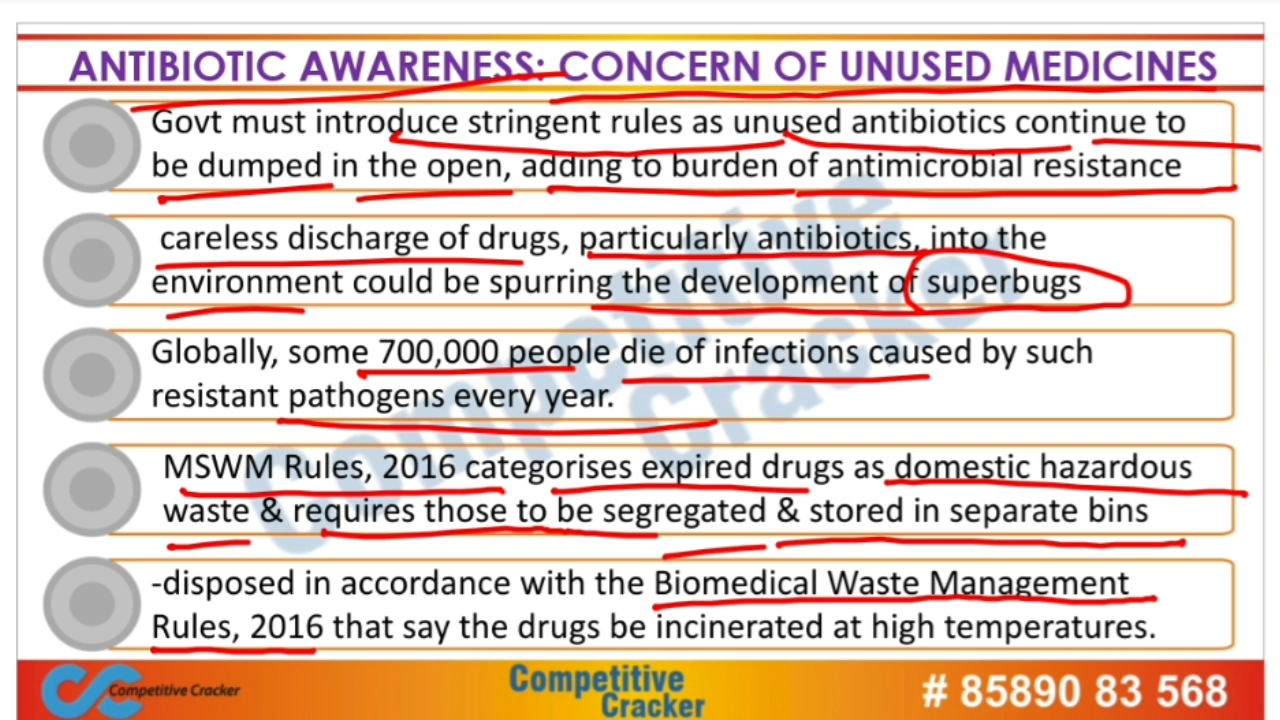 ANTIBIOTIC AWARENESS: CONCERN OF UNUSED MEDICINES
Govt must introduce stringent rules as unused antibiotics continue to
be dumped in the open, adding to burden of antimicrobial resistance
careless discharge of drugs, particularly antibiotics, into the
environment could be spurring the development of superbugs
Globally, some 700,000 people die of infections caused by such
resistant pathogens every year.
MSWM Rules, 2016 categorises expired drugs as domestic hazardous
waste & requires those to be segregated & stored in separate bins
-disposed in accordance with the Biomedical Waste Management
Rules, 2016 that say the drugs be incinerated at high temperatures.
Competitive
Cracker
Competitive Cracker
Competitive
Cracker
# 85890 83 568